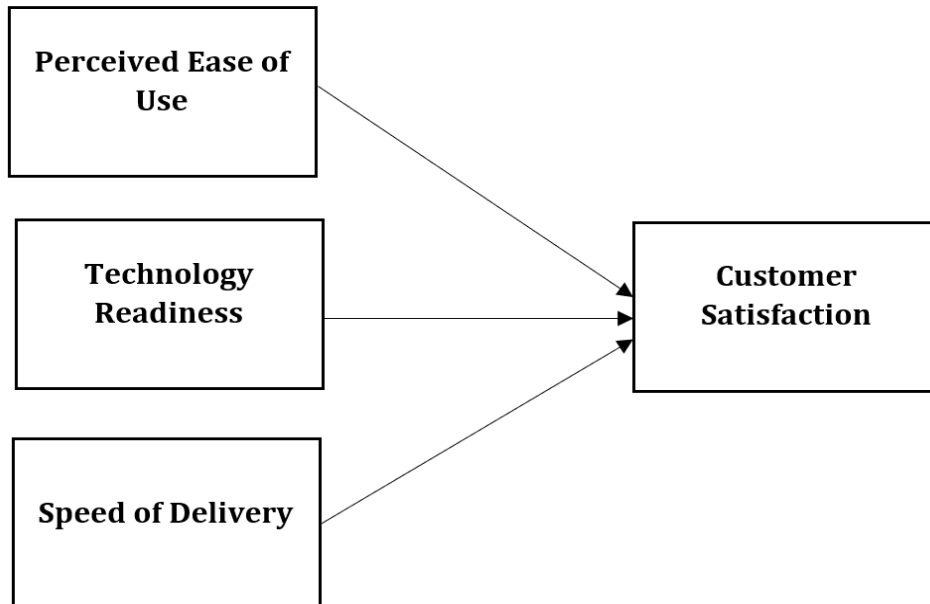 Perceived Ease of
Use
Technology
Readiness
Customer
Satisfaction
Speed of Delivery